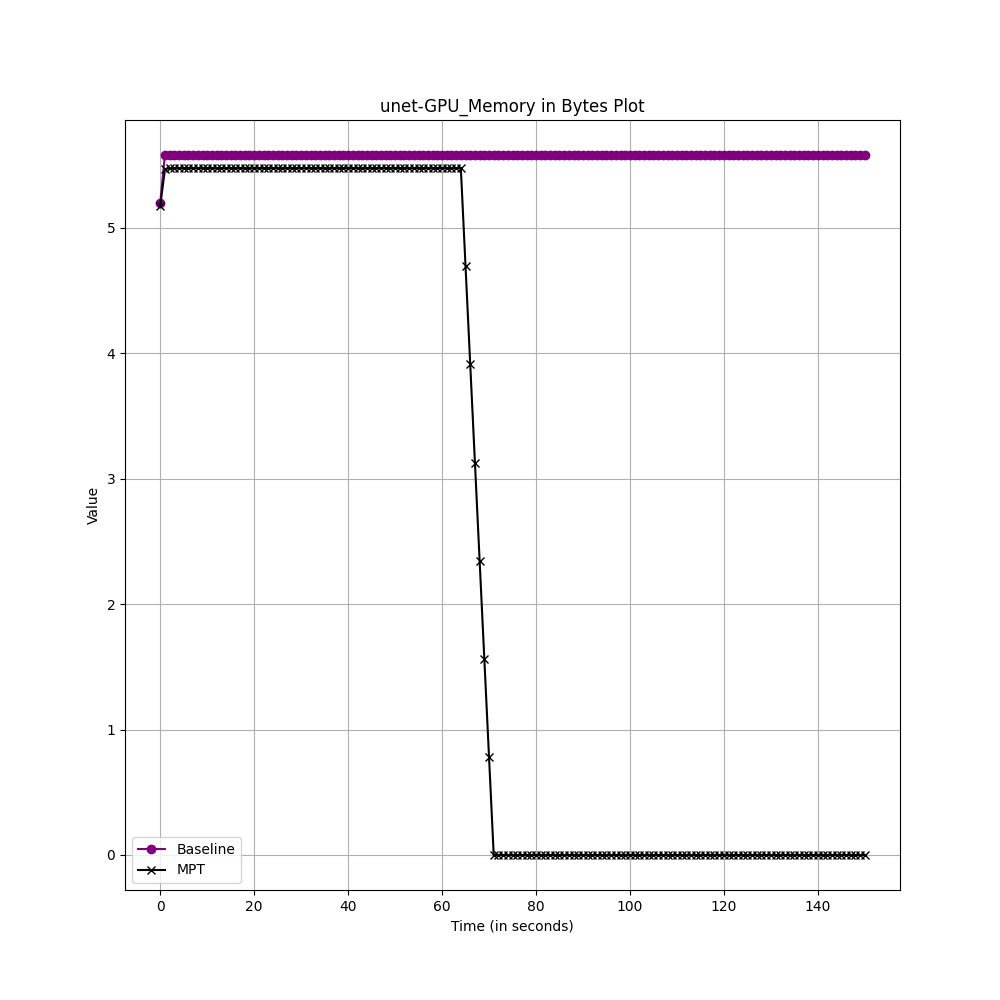 unet-GPU_Memory in Bytes Plot
5
4
3
2
1
0
Value
Baseline
MPT
0 20 40 60 80 100 120 140
Time (in seconds)